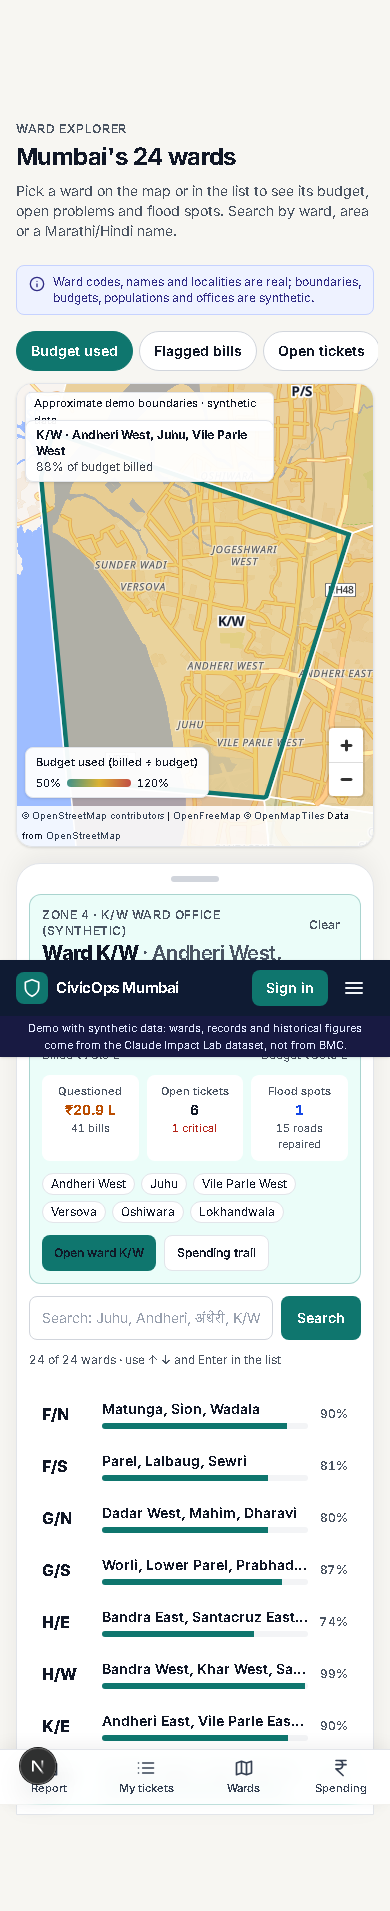 WARD EXPLORER
Mumbai's 24 wards
Pick a ward on the map or in the list to see its budget,
open problems and flood spots. Search by ward, area
or a Marathi/Hindi name.
Ward codes, names and localities are real; boundaries,
budgets, populations and offices are synthetic.
Budget used
Flagged bills
Open tickets
P/S
Approximate demo boundaries · synthetic
data
K/W · Andheri West, Juhu, Vile Parle
West
88% of budget billed
JOGESHWARI
WEST
SUNDER WADI
VERSOVA
NH48
K/W
ANDHERI WEST
ANDHERI EAST
JUHU
VILE PARLE WEST
Budget used (billed ÷ budget)
50%
120%
© OpenStreetMap contributors | OpenFreeMap © OpenMapTiles Data
from OpenStreetMap
ZONE 4 · K/W WARD OFFICE
(SYNTHETIC)
Clear
Ward K/W · Andheri West,
CivicOps Mumbai
Sign in
Demo with synthetic data: wards, records and historical figures
come from the Claude Impact Lab dataset, not from BMC.
Questioned
₹20.9 L
41 bills
Open tickets
6
1 critical
Flood spots
1
15 roads
repaired
Andheri West
Juhu
Vile Parle West
Versova
Oshiwara
Lokhandwala
Open ward K/W
Spending trail
Search: Juhu, Andheri, अंधेरी, K/W
Search
24 of 24 wards · use ↑ ↓ and Enter in the list
F/N
Matunga, Sion, Wadala
90%
F/S
Parel, Lalbaug, Sewri
81%
G/N
Dadar West, Mahim, Dharavi
80%
G/S
Worli, Lower Parel, Prabhad...
87%
H/E
Bandra East, Santacruz East...
74%
H/W
Bandra West, Khar West, Sa...
99%
K/E
Andheri East, Vile Parle Eas...
90%
N
Report
My tickets
Wards
Spending